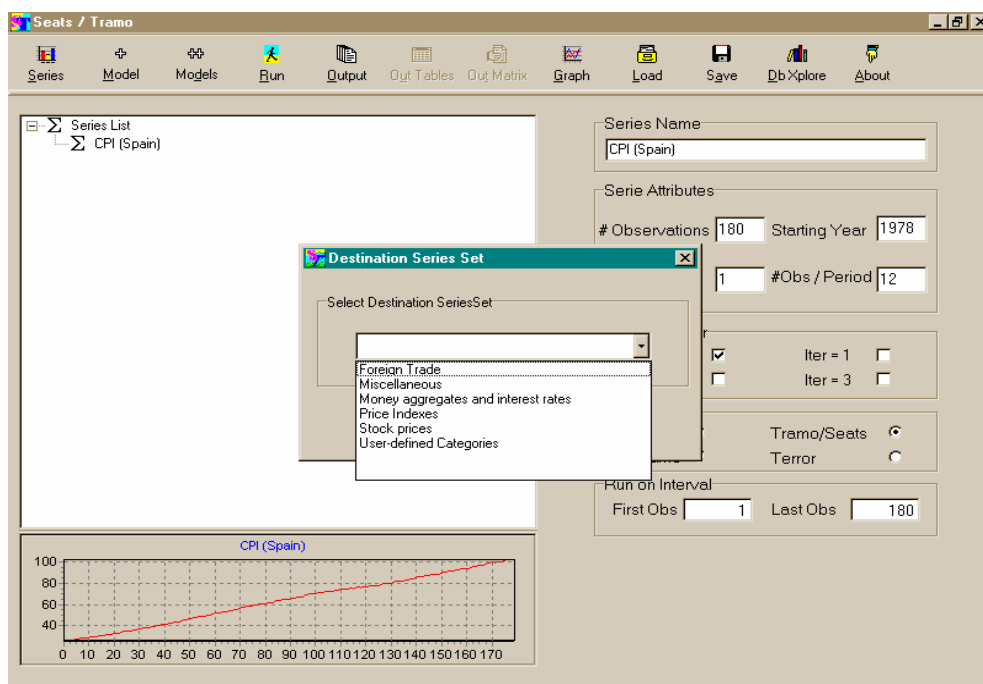 Seats / Tramo
Series Model Models Run Output Out Tables Out Matrix Graph Load Save Db Xplore About
Series List
CPI (Spain)
Series Name
CPI (Spain)
Serie Attributes
# Observations 180 Starting Year 1978
1 #Obs / Period 12
Destination Series Set
Select Destination SeriesSet
Foreign Trade
Miscellaneous
Money aggregates and interest rates
Price Indexes
Stock prices
User-defined Categories
Iter = 1
Iter = 3
Tramo/Seats
Terror
Run on Interval
First Obs 1 Last Obs 180
CPI (Spain)
100
80
60
40
0 10 20 30 40 50 60 70 80 90 100 110 120 130 140 150 160 170